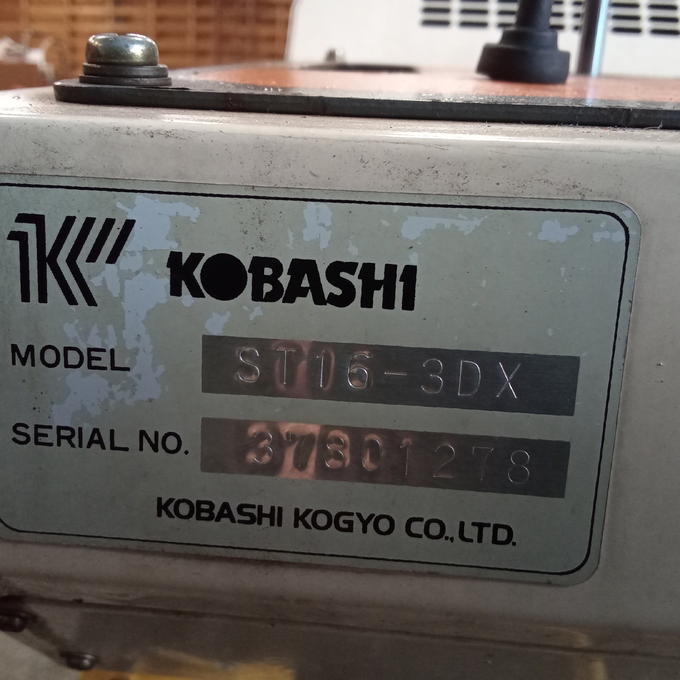 KOBASHI
MODEL ST16-3DX
SERIAL NO. 37801278
KOBASHI KOGYO CO.,LTD.